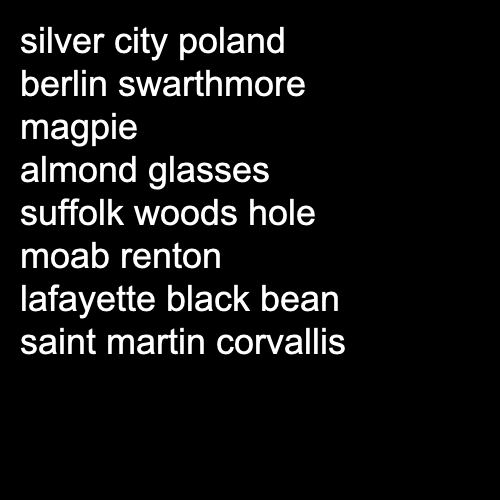 silver city poland
berlin swarthmore
magpie
almond glasses
suffolk woods hole
moab renton
lafayette black bean
saint martin corvallis